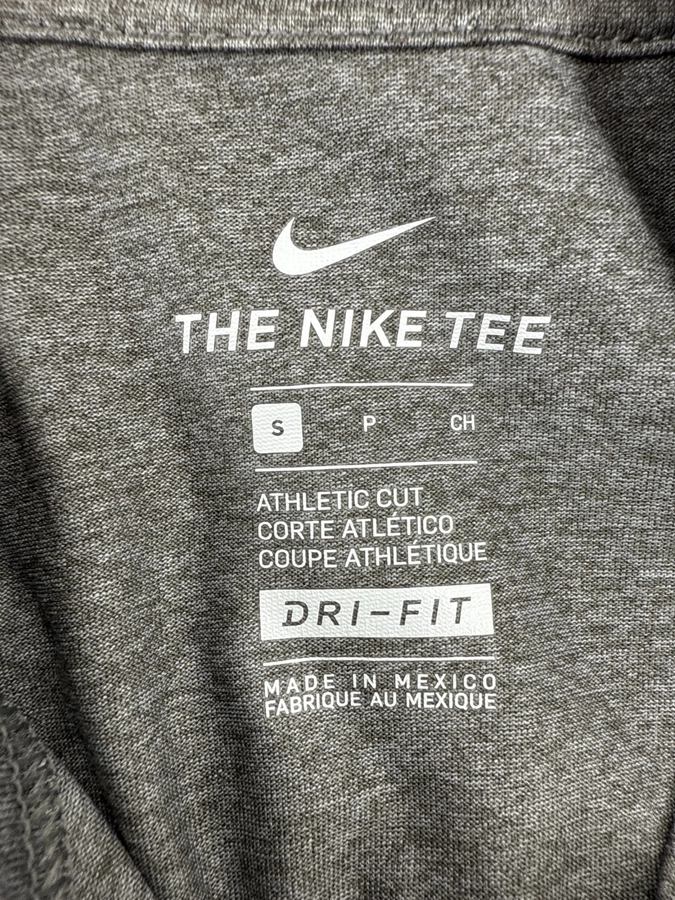 THE NIKE TEE
S P CH
ATHLETIC CUT
CORTE ATLÉTICO
COUPE ATHLÉTIQUE
DRI-FIT
MADE IN MEXICO
FABRIQUE AU MEXIQUE